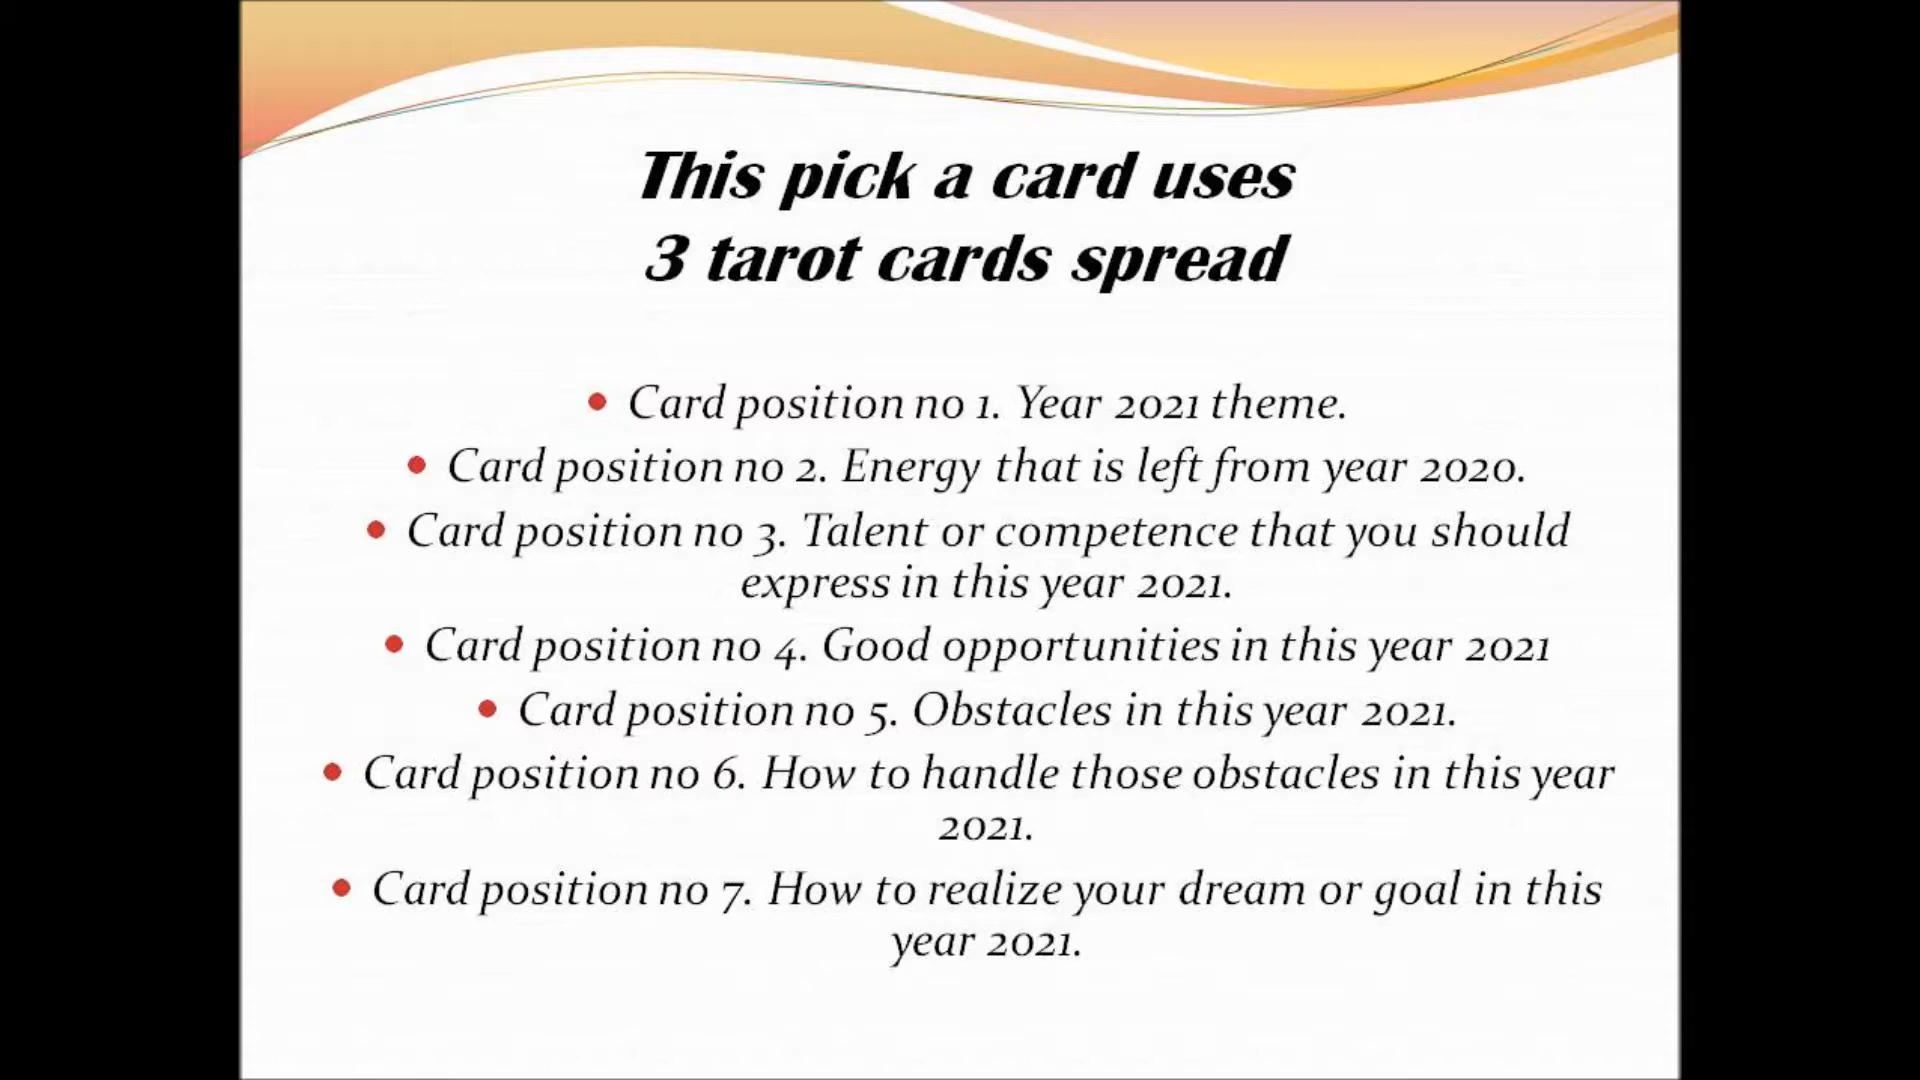 This pick a card uses
3 tarot cards spread
• Card position no 1. Year 2021 theme.
• Card position no 2. Energy that is left from year 2020.
• Card position no 3. Talent or competence that you should
express in this year 2021.
• Card position no 4. Good opportunities in this year 2021
• Card position no 5. Obstacles in this year 2021.
• Card position no 6. How to handle those obstacles in this year
2021.
• Card position no 7. How to realize your dream or goal in this
year 2021.